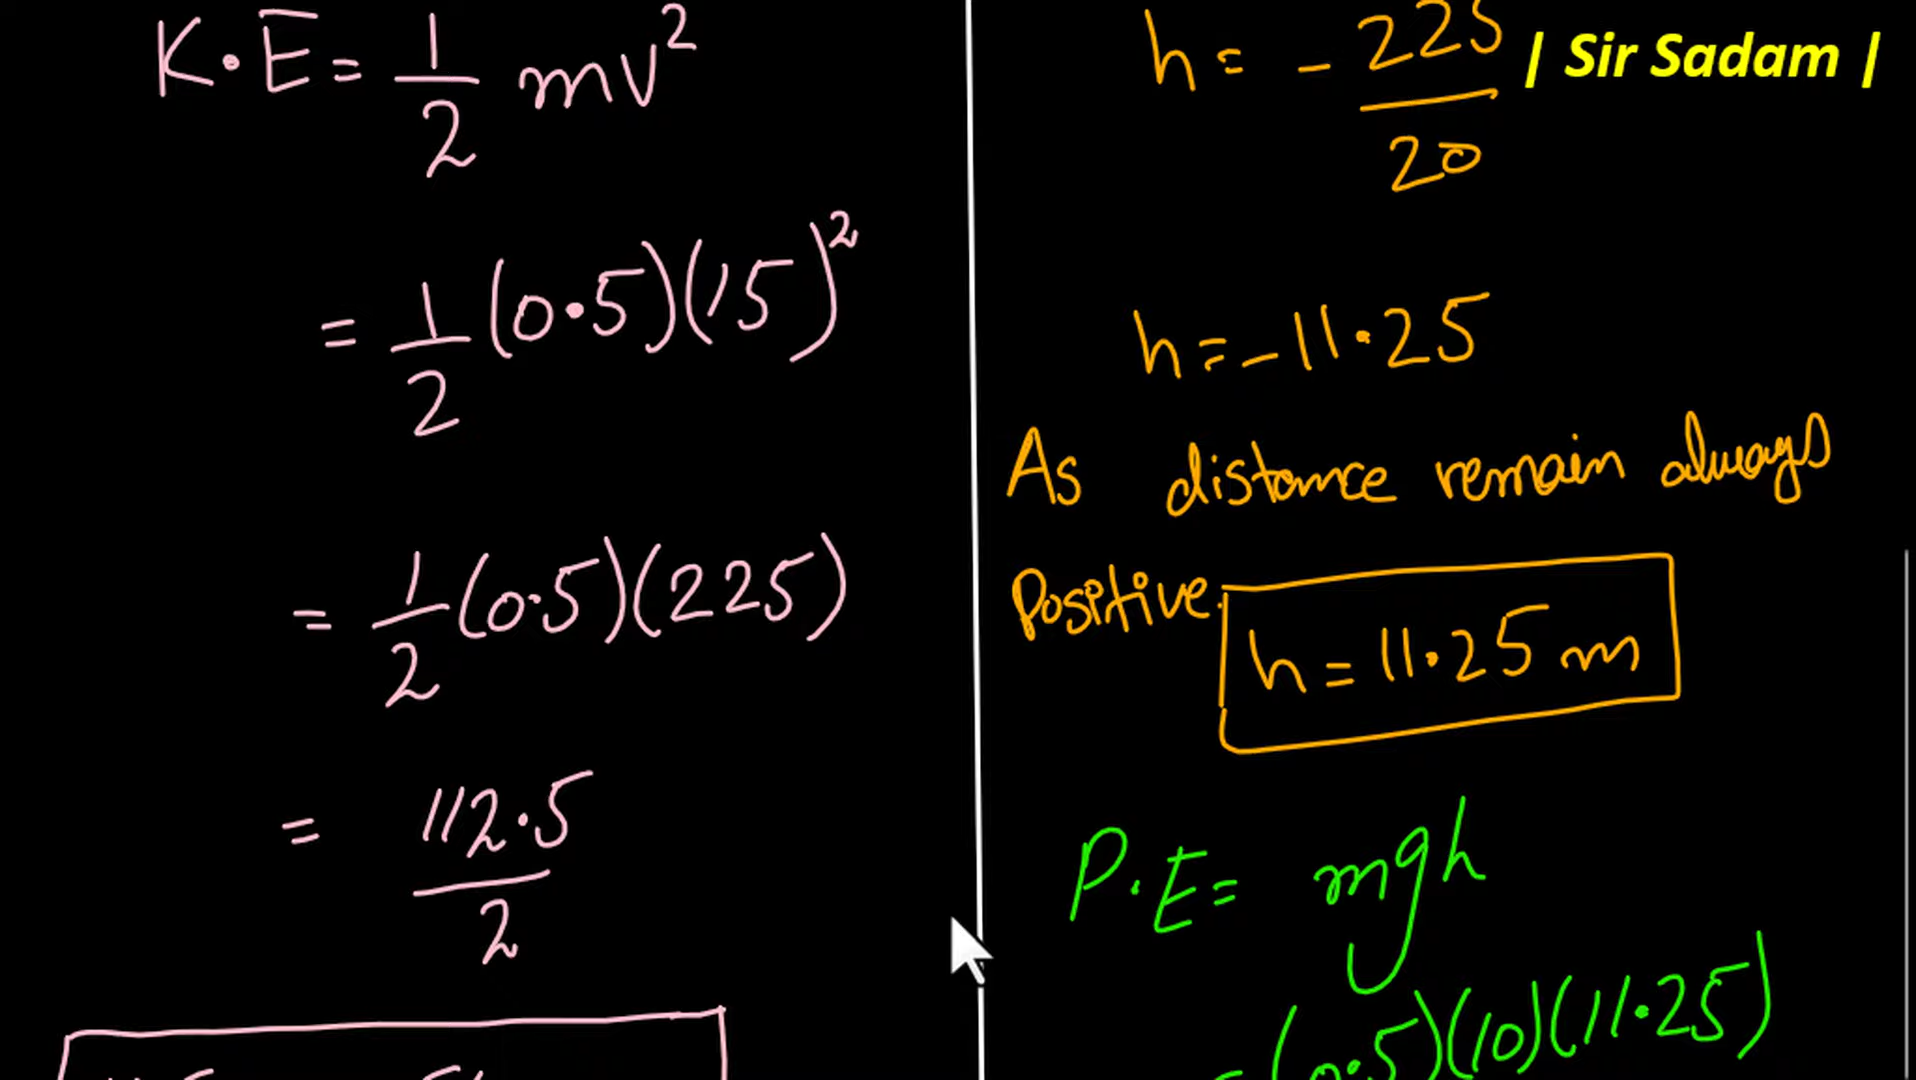 K.E = 1/2 mv²
= 1/2 (0.5)(15)²
= 1/2 (0.5)(225)
= 112.5/2
h = - 225/20
| Sir Sadam |
h = -11.25
As distance remain always
Positive.
h = 11.25 m
P.E = mgh
= (0.5)(10)(11.25)